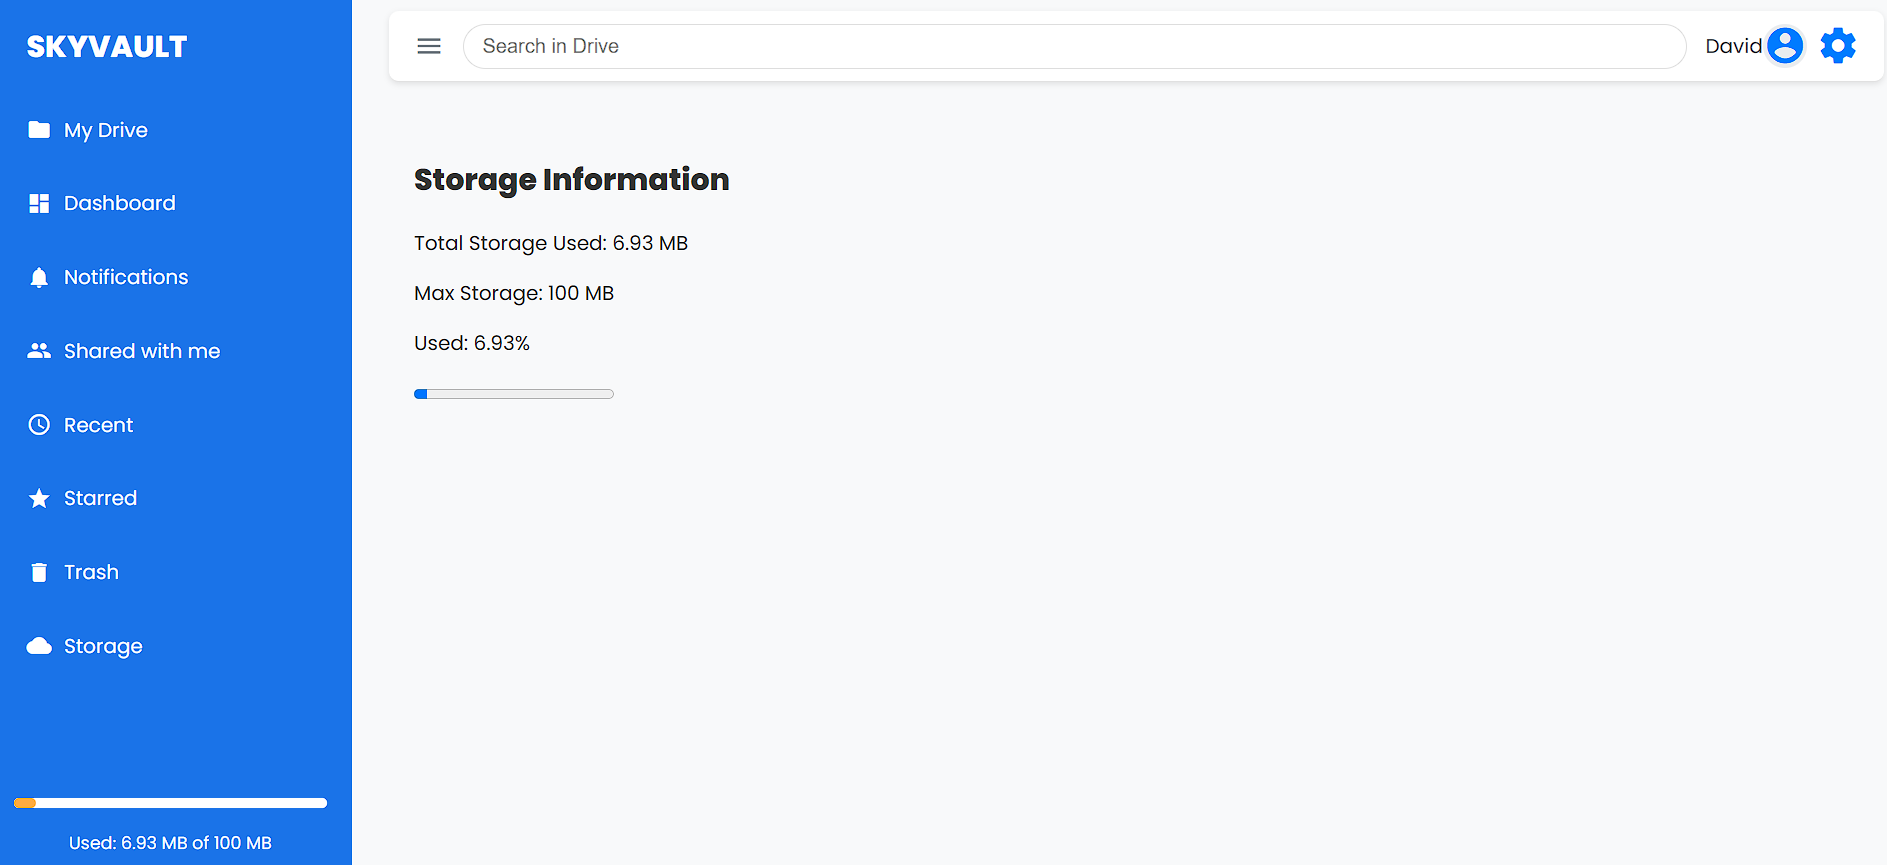 SKYVAULT
My Drive
Dashboard
Notifications
Shared with me
Recent
Starred
Trash
Storage
Used: 6.93 MB of 100 MB
Search in Drive
David
Storage Information
Total Storage Used: 6.93 MB
Max Storage: 100 MB
Used: 6.93%